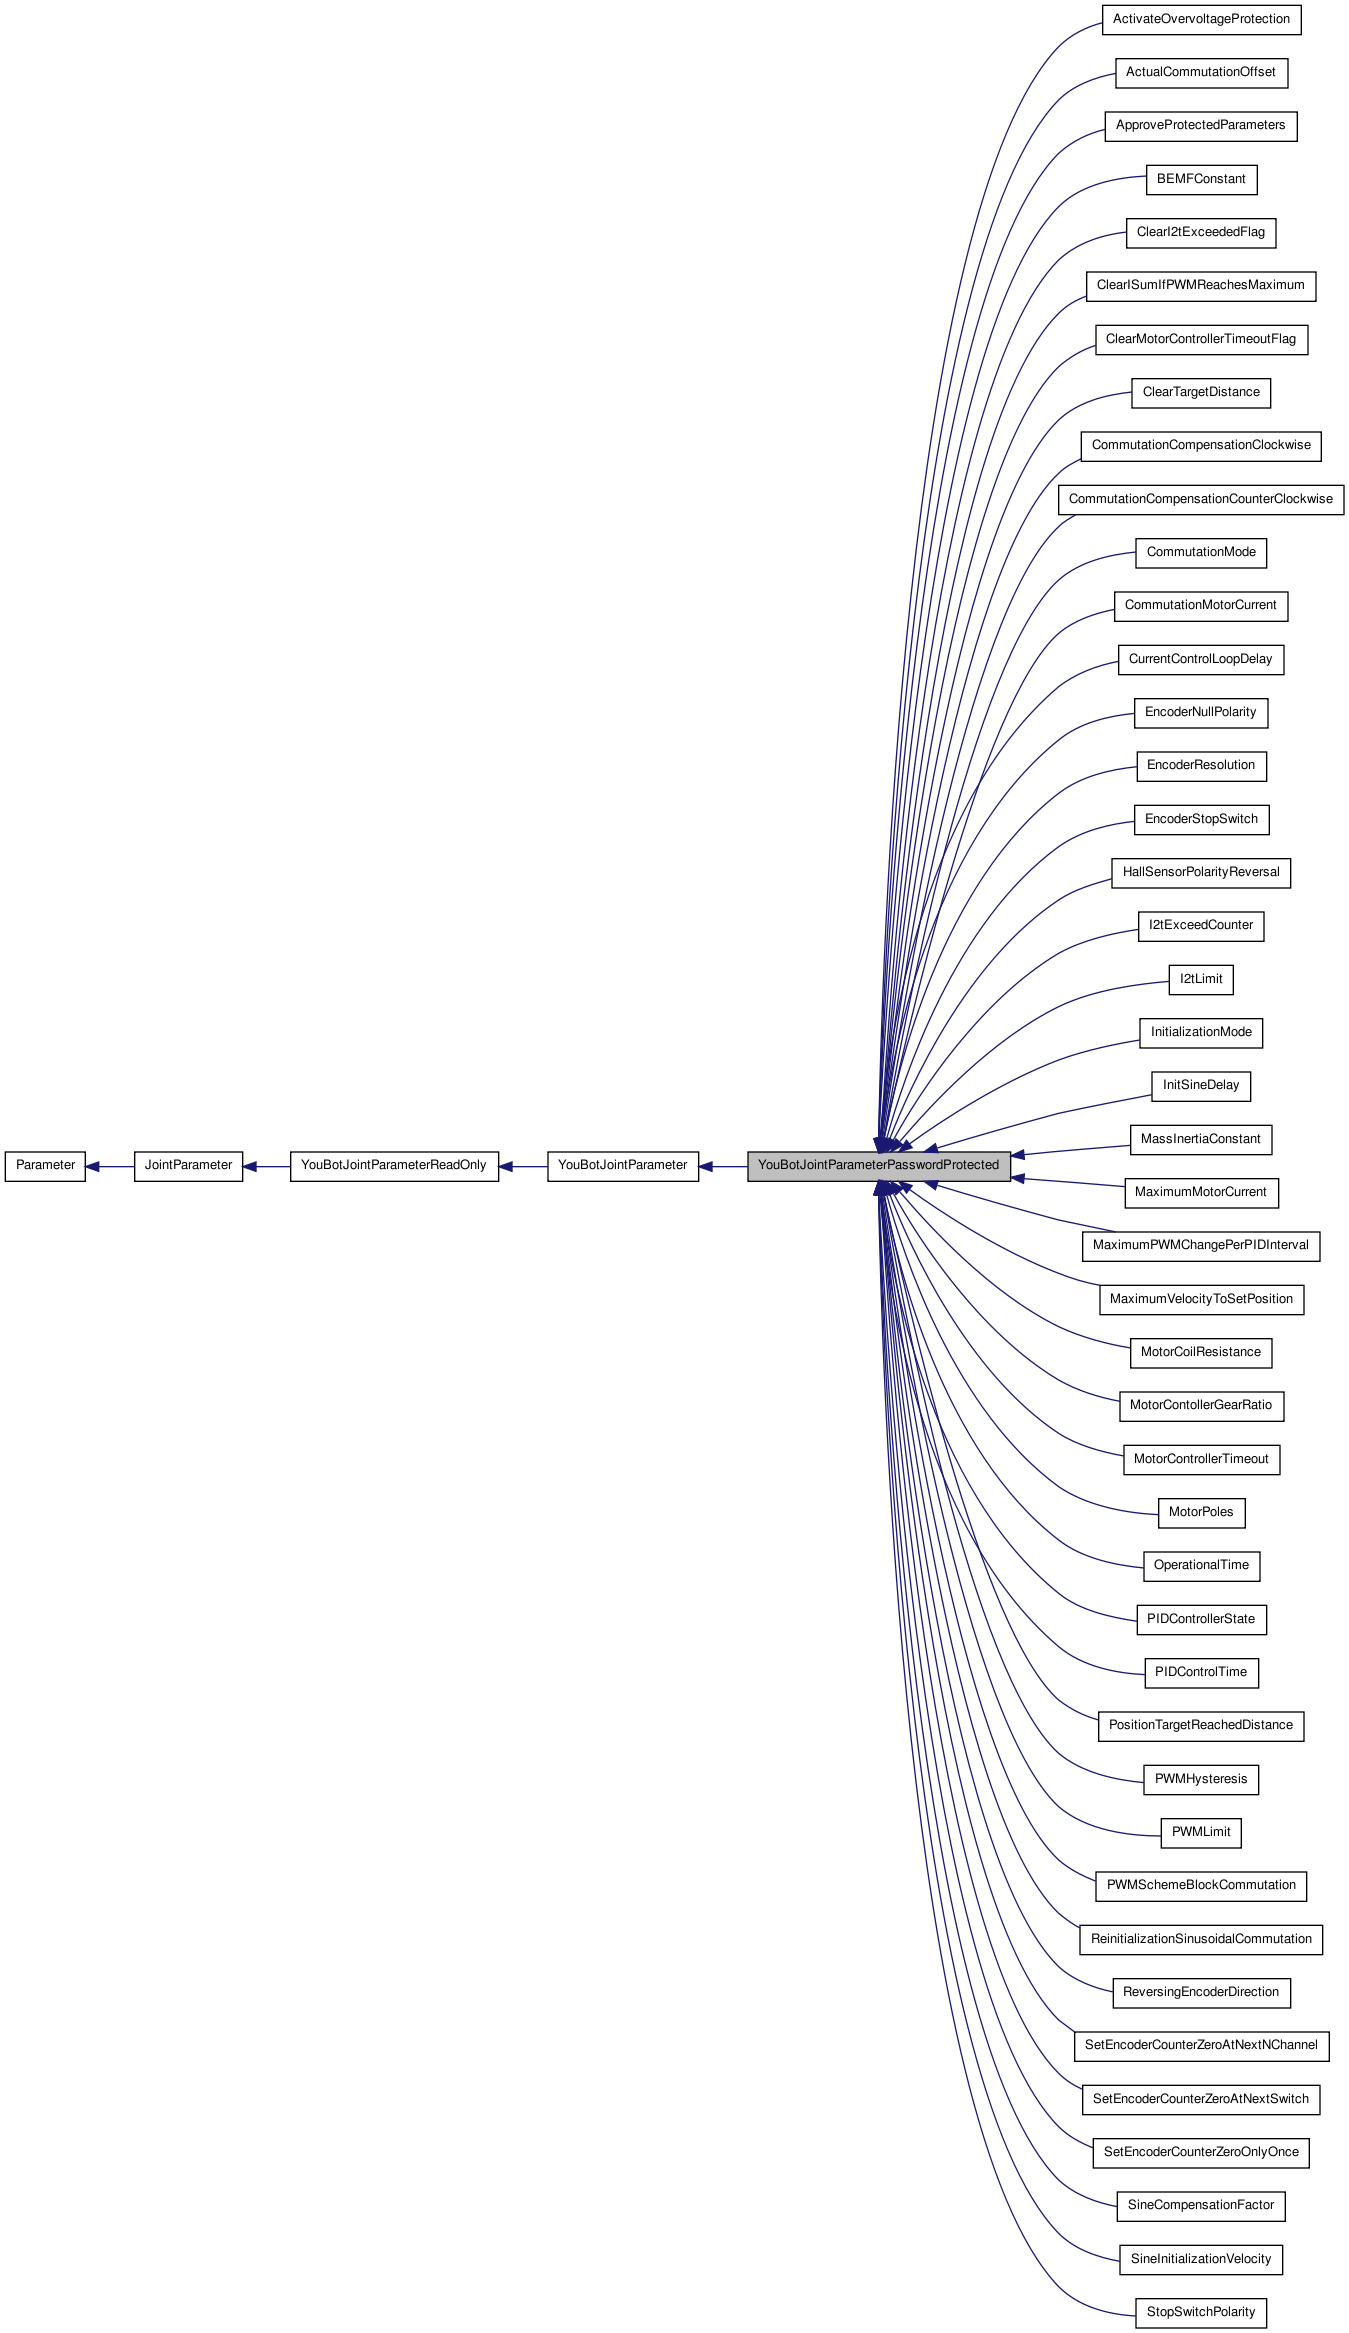 ActivateOvervoltageProtection
ActualCommutationOffset
ApproveProtectedParameters
BEMFConstant
ClearI2tExceededFlag
ClearISumIfPWMReachesMaximum
ClearMotorControllerTimeoutFlag
ClearTargetDistance
CommutationCompensationClockwise
CommutationCompensationCounterClockwise
CommutationMode
CommutationMotorCurrent
CurrentControlLoopDelay
EncoderNullPolarity
EncoderResolution
EncoderStopSwitch
HallSensorPolarityReversal
I2tExceedCounter
I2tLimit
InitializationMode
InitSineDelay
MassInertiaConstant
Parameter
JointParameter
YouBotJointParameterReadOnly
YouBotJointParameter
YouBotJointParameterPasswordProtected
MaximumMotorCurrent
MaximumPWMChangePerPIDInterval
MaximumVelocityToSetPosition
MotorCoilResistance
MotorContollerGearRatio
MotorControllerTimeout
MotorPoles
OperationalTime
PIDControllerState
PIDControlTime
PositionTargetReachedDistance
PWMHysteresis
PWMLimit
PWMSchemeBlockCommutation
ReinitializationSinusoidalCommutation
ReversingEncoderDirection
SetEncoderCounterZeroAtNextNChannel
SetEncoderCounterZeroAtNextSwitch
SetEncoderCounterZeroOnlyOnce
SineCompensationFactor
SineInitializationVelocity
StopSwitchPolarity